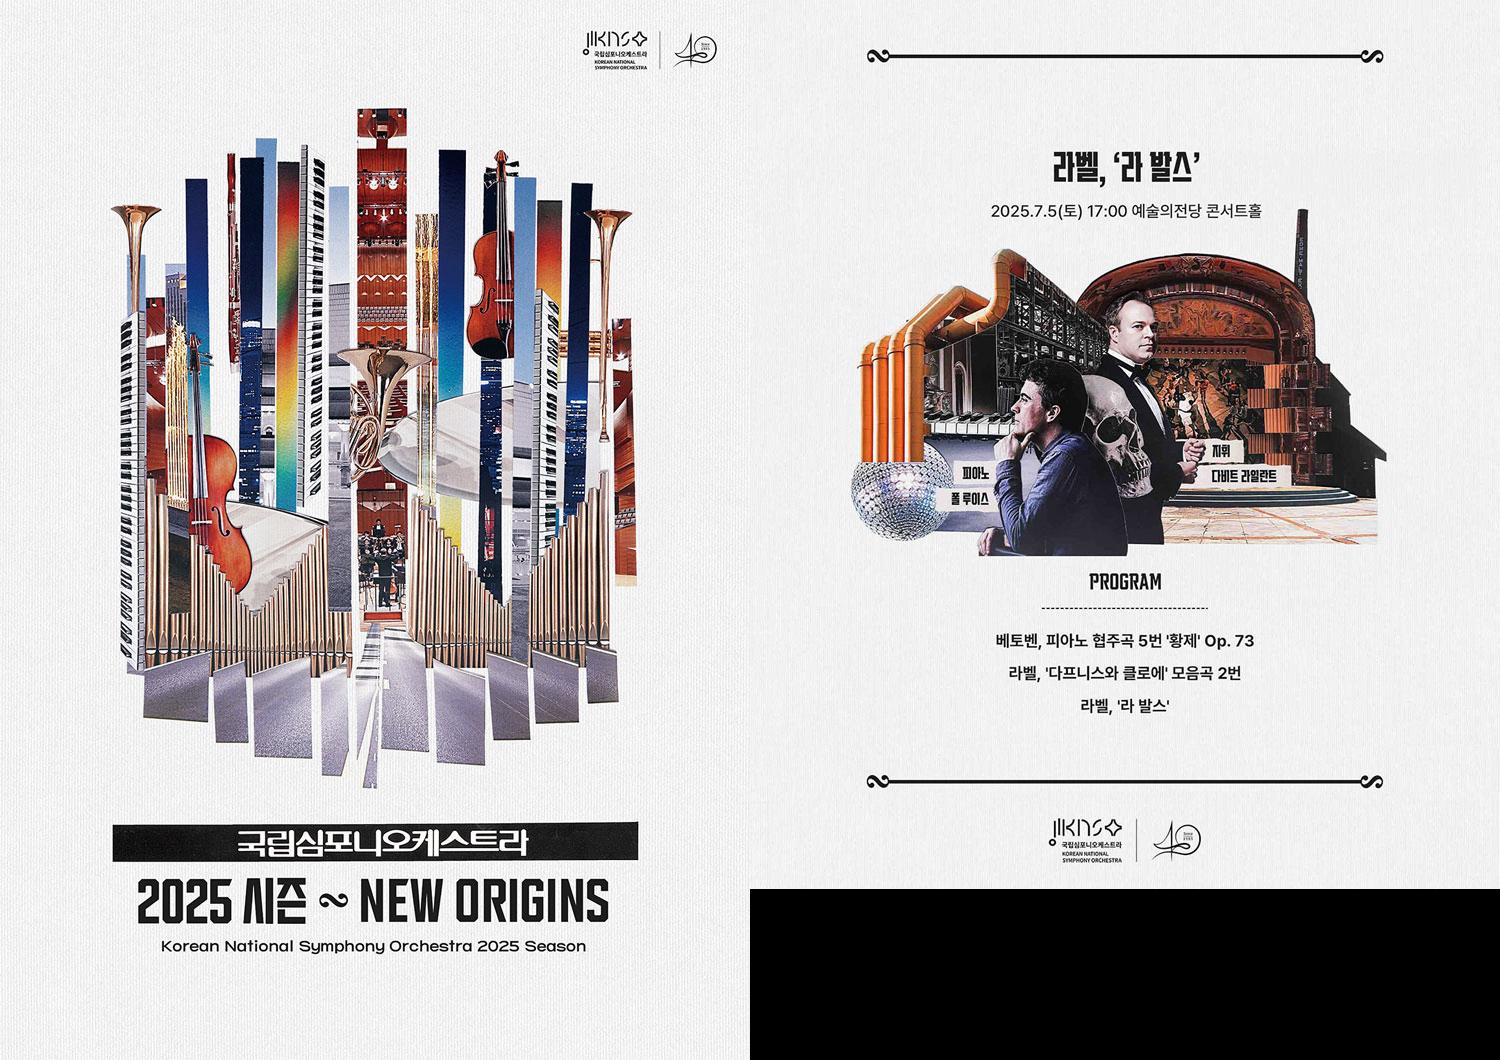 국립심포니오케스트라
KOREAN NATIONAL
SYMPHONY ORCHESTRA
국립심포니오케스트라
2025 시즌 ~ NEW ORIGINS
Korean National Symphony Orchestra 2025 Season
라벨, ‘라 발스’
2025.7.5(토) 17:00 예술의전당 콘서트홀
지휘
다비트 라일란트
피아노
폴 루이스
PROGRAM
베토벤, 피아노 협주곡 5번 '황제' Op. 73
라벨, '다프니스와 클로에' 모음곡 2번
라벨, '라 발스'
국립심포니오케스트라
KOREAN NATIONAL
SYMPHONY ORCHESTRA